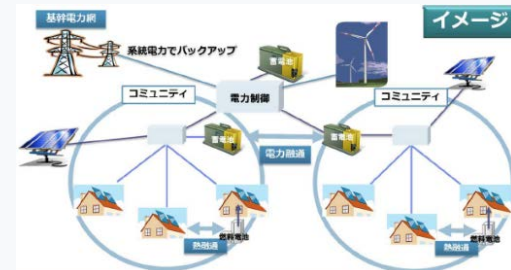 イメージ
基幹電力網
系統電力でバックアップ
蓄電池
電力制御
コミュニティ
コミュニティ
蓄電池
蓄電池
電力融通
熱融通
燃料電池
熱融通
燃料電池